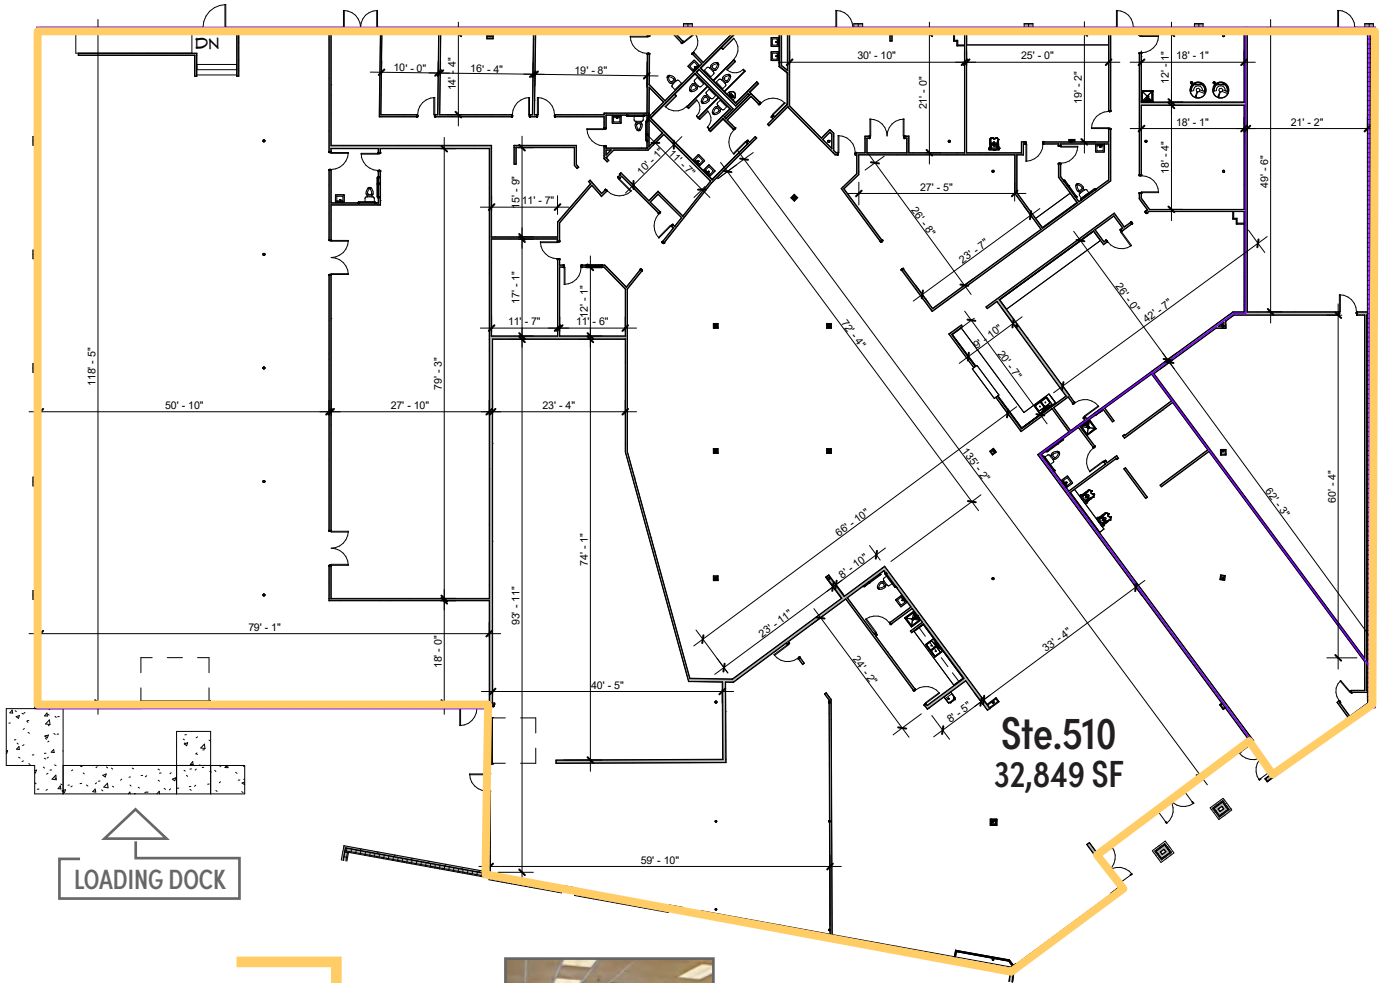 DN
10' - 0"
14' - 4"
16' - 4"
19' - 8"
30' - 10"
21' - 0"
25' - 0"
19' - 2"
12' - 1"
18' - 1"
18' - 1"
18' - 4"
21' - 2"
49' - 6"
10' - 1"
11' - 7"
15' - 9"
11' - 7"
27' - 5"
26' - 8"
23' - 7"
26' - 0"
42' - 7"
17' - 1"
12' - 1"
11' - 7"
11' - 6"
72' - 4"
20' - 7"
118' - 5"
79' - 3"
50' - 10"
27' - 10"
23' - 4"
135' - 2"
62' - 3"
60' - 4"
66' - 10"
74' - 1"
8' - 10"
93' - 11"
23' - 11"
79' - 1"
18' - 0"
24' - 2"
33' - 4"
40' - 5"
8' - 5"
Ste.510
32,849 SF
59' - 10"
LOADING DOCK